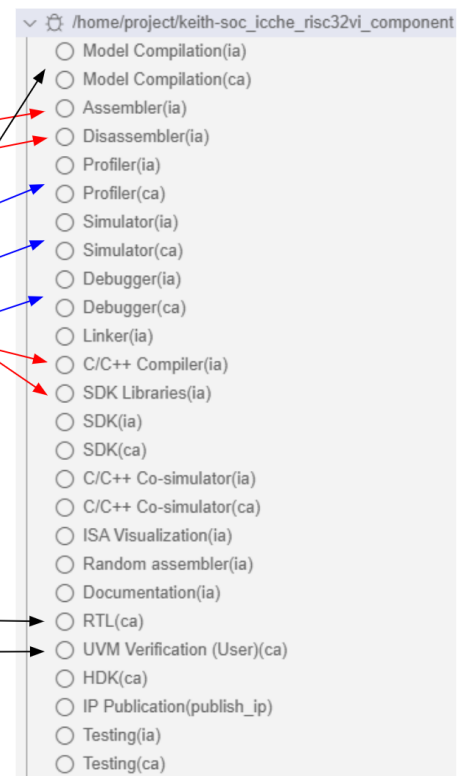 /home/project/keith-soc_icche_risc32vi_component
Model Compilation(ia)
Model Compilation(ca)
Assembler(ia)
Disassembler(ia)
Profiler(ia)
Profiler(ca)
Simulator(ia)
Simulator(ca)
Debugger(ia)
Debugger(ca)
Linker(ia)
C/C++ Compiler(ia)
SDK Libraries(ia)
SDK(ia)
SDK(ca)
C/C++ Co-simulator(ia)
C/C++ Co-simulator(ca)
ISA Visualization(ia)
Random assembler(ia)
Documentation(ia)
RTL(ca)
UVM Verification (User)(ca)
HDK(ca)
IP Publication(publish_ip)
Testing(ia)
Testing(ca)